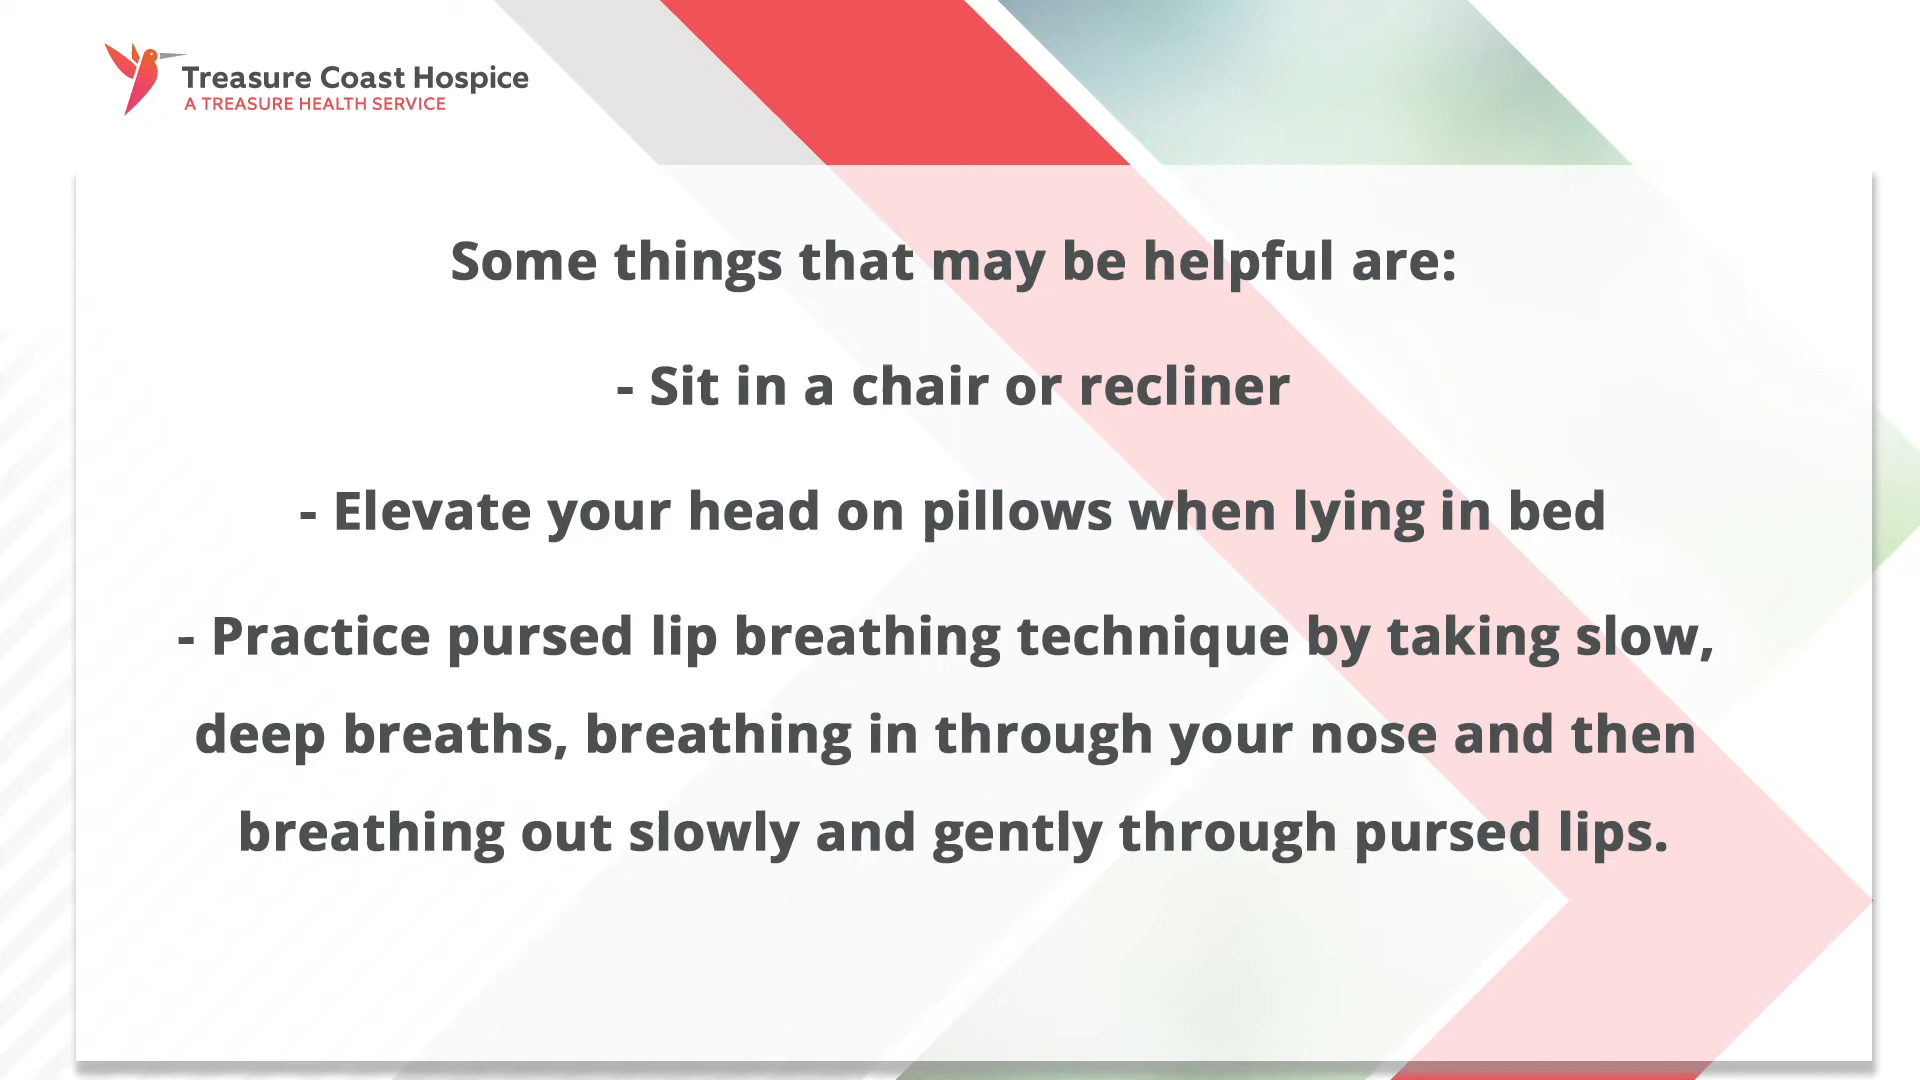 Treasure Coast Hospice
A TREASURE HEALTH SERVICE
Some things that may be helpful are:
- Sit in a chair or recliner
- Elevate your head on pillows when lying in bed
- Practice pursed lip breathing technique by taking slow,
deep breaths, breathing in through your nose and then
breathing out slowly and gently through pursed lips.